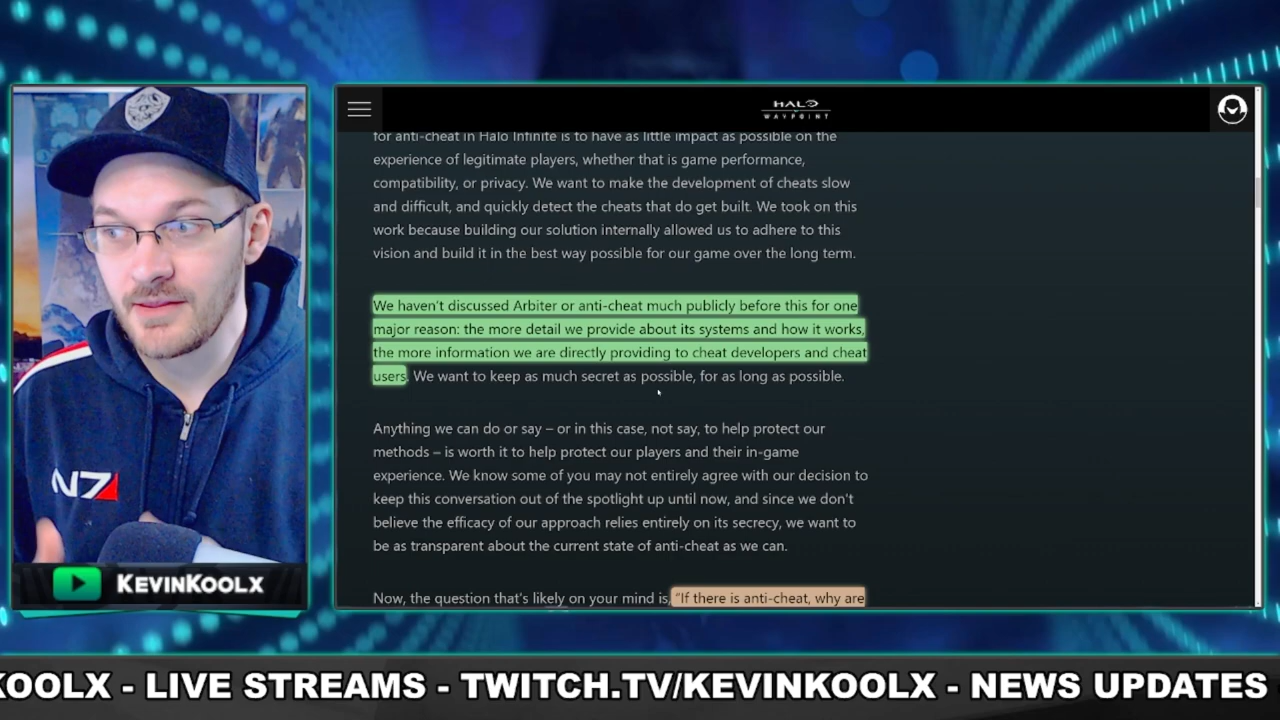 HALO
WAYPOINT
for anti-cheat in Halo Infinite is to have as little impact as possible on the
experience of legitimate players, whether that is game performance,
compatibility, or privacy. We want to make the development of cheats slow
and difficult, and quickly detect the cheats that do get built. We took on this
work because building our solution internally allowed us to adhere to this
vision and build it in the best way possible for our game over the long term.
We haven't discussed Arbiter or anti-cheat much publicly before this for one
major reason: the more detail we provide about its systems and how it works,
the more information we are directly providing to cheat developers and cheat
users. We want to keep as much secret as possible, for as long as possible.
Anything we can do or say – or in this case, not say, to help protect our
methods – is worth it to help protect our players and their in-game
experience. We know some of you may not entirely agree with our decision to
keep this conversation out of the spotlight up until now, and since we don't
believe the efficacy of our approach relies entirely on its secrecy, we want to
be as transparent about the current state of anti-cheat as we can.
Now, the question that's likely on your mind is, “If there is anti-cheat, why are
N7
KEVINKOOLX
KOOLX - LIVE STREAMS - TWITCH.TV/KEVINKOOLX - NEWS UPDATES